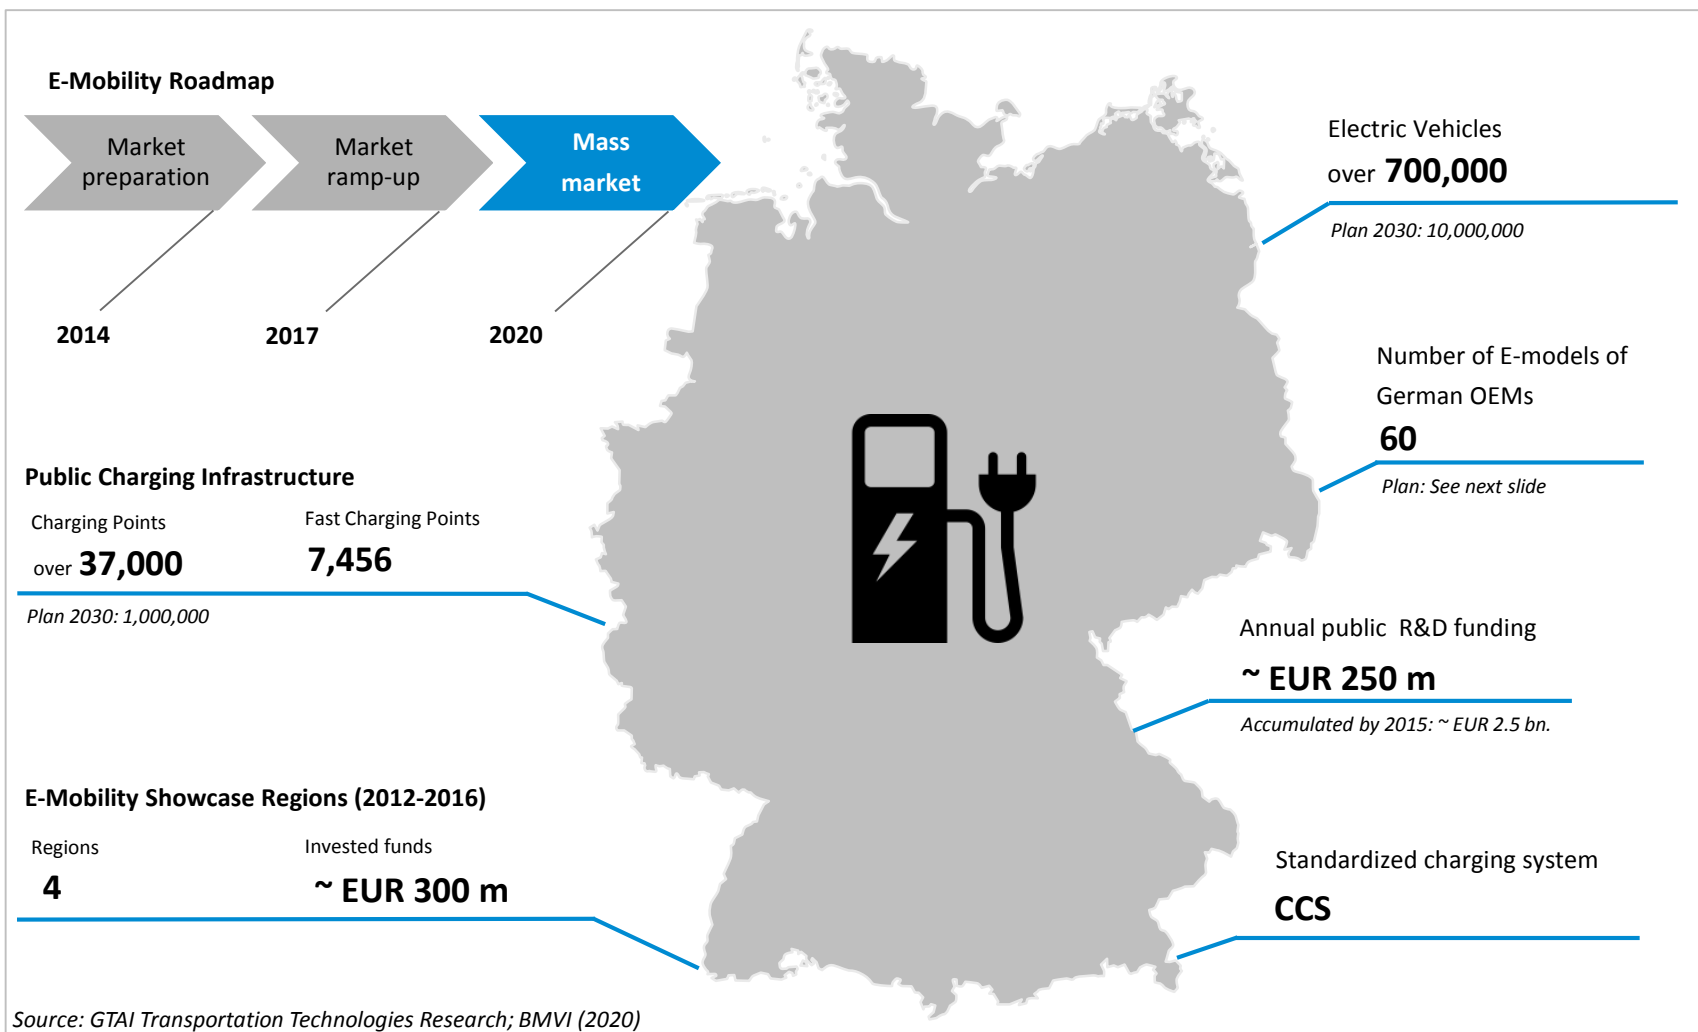 E-Mobility Roadmap
Market
preparation
Market
ramp-up
Mass
market
2014
2017
2020
Public Charging Infrastructure
Charging Points
over 37,000
Fast Charging Points
7,456
Plan 2030: 1,000,000
E-Mobility Showcase Regions (2012-2016)
Regions
4
Invested funds
~ EUR 300 m
Electric Vehicles
over 700,000
Plan 2030: 10,000,000
Number of E-models of
German OEMs
60
Plan: See next slide
Annual public R&D funding
~ EUR 250 m
Accumulated by 2015: ~ EUR 2.5 bn.
Standardized charging system
CCS
Source: GTAI Transportation Technologies Research; BMVI (2020)